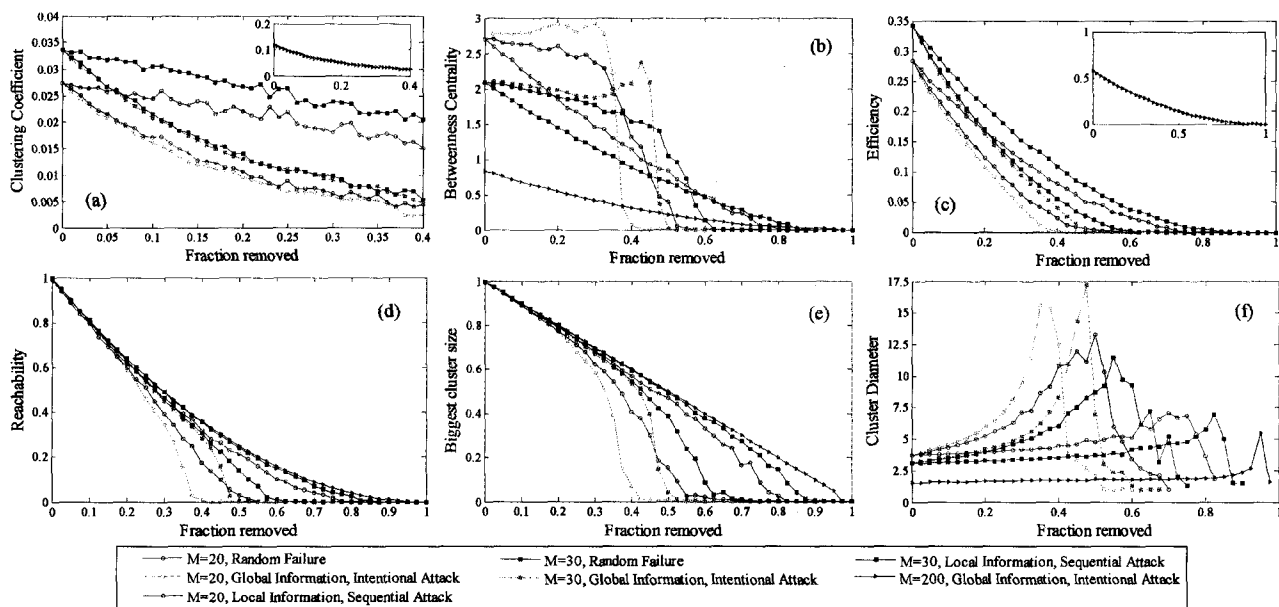 0.04
0.035
0.03
0.025
0.02
0.015
0.01
0.005
0
Clustering Coefficient
0.2
0.1
0
0 0.2 0.4
(a)
0 0.05 0.1 0.15 0.2 0.25 0.3 0.35 0.4
Fraction removed
3
2.5
2
1.5
1
0.5
0
Betweenness Centrality
(b)
0 0.2 0.4 0.6 0.8 1
Fraction removed
0.35
0.3
0.25
0.2
0.15
0.1
0.05
0
Efficiency
1
0.5
0
0 0.5 1
(c)
0 0.2 0.4 0.6 0.8 1
Fraction removed
1
0.8
0.6
0.4
0.2
0
Reachability
(d)
0 0.1 0.2 0.3 0.4 0.5 0.6 0.7 0.8 0.9 1
Fraction removed
1
0.8
0.6
0.4
0.2
0
Biggest cluster size
(e)
0 0.1 0.2 0.3 0.4 0.5 0.6 0.7 0.8 0.9 1
Fraction removed
17.5
15
12.5
10
7.5
5
2.5
0
Cluster Diameter
(f)
0 0.2 0.4 0.6 0.8 1
Fraction removed
M=20, Random Failure
M=20, Global Information, Intentional Attack
M=20, Local Information, Sequential Attack
M=30, Random Failure
M=30, Global Information, Intentional Attack
M=30, Local Information, Sequential Attack
M=200, Global Information, Intentional Attack